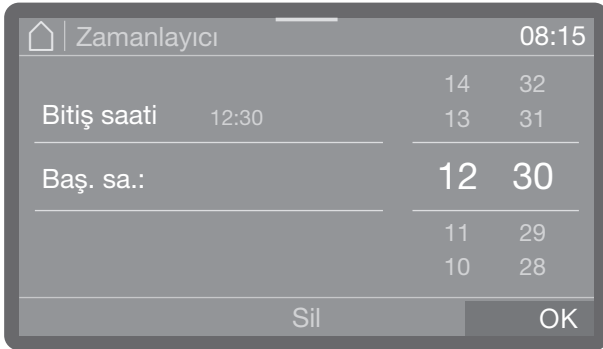 Zamanlayıcı 08:15
14 32
Bitiş saati 12:30 13 31
Baş. sa.: 12 30
11 29
10 28
Sil OK